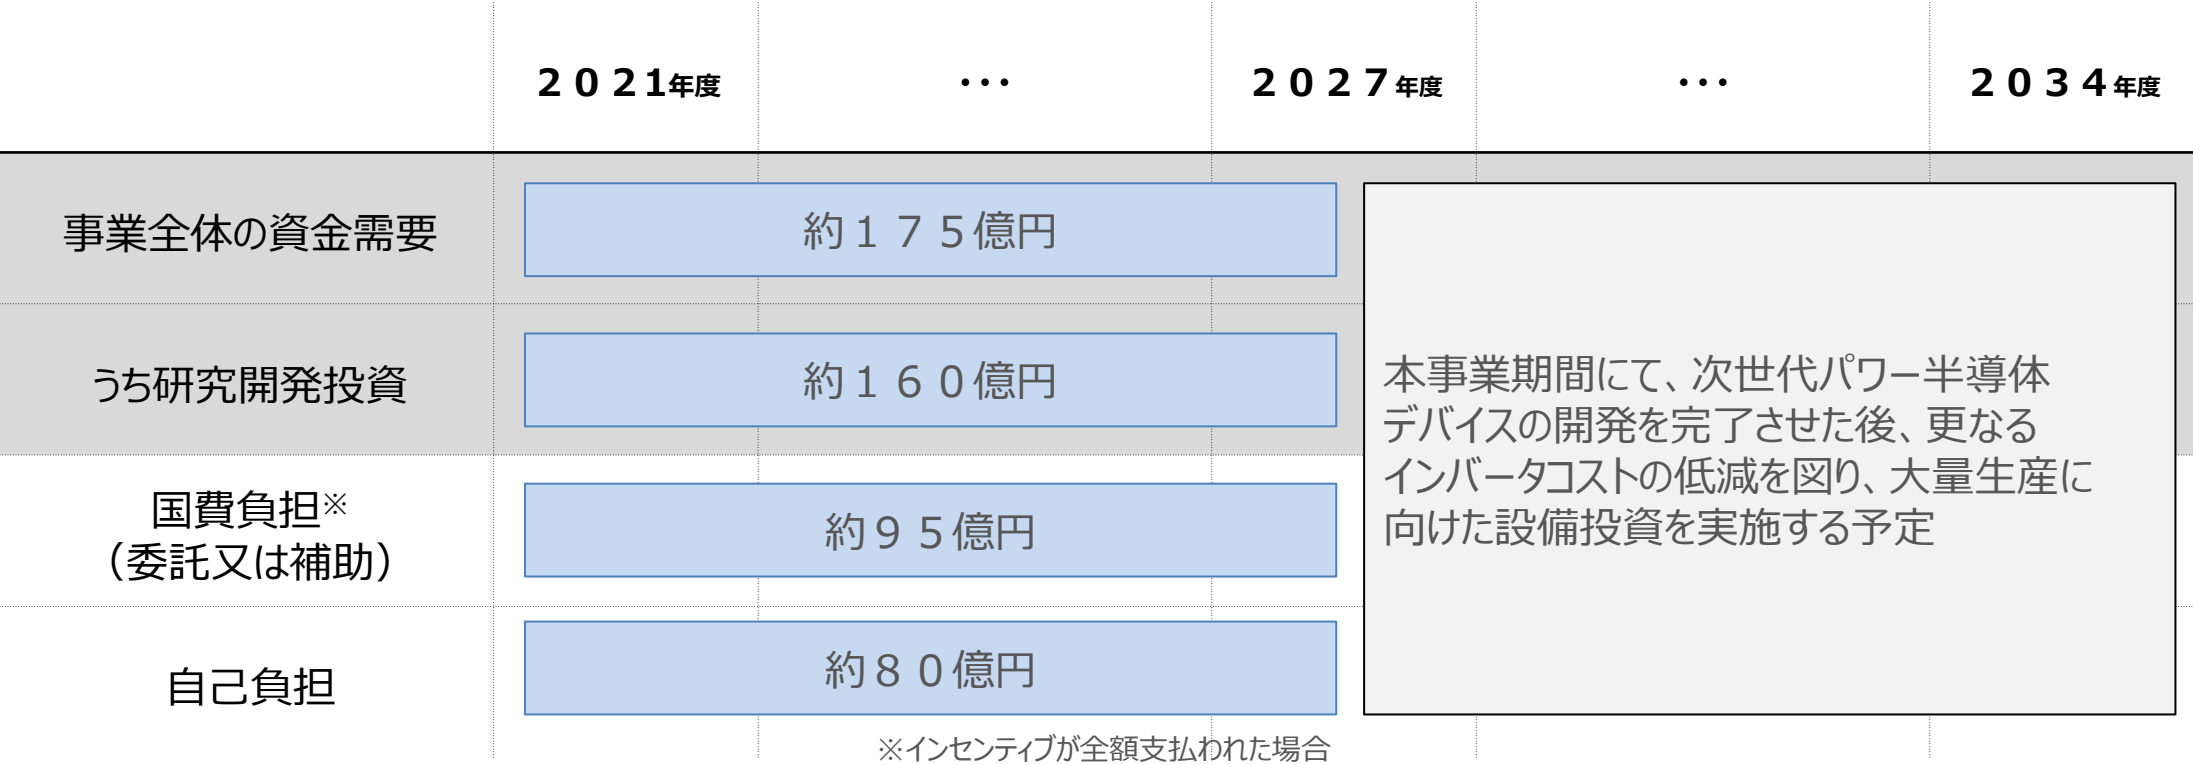 ２０２1年度 ・・・ ２０２７年度 ・・・ ２０３４年度
事業全体の資金需要
約１７５億円
うち研究開発投資
約１６０億円
国費負担※
（委託又は補助）
約９５億円
自己負担
約８０億円
本事業期間にて、次世代パワー半導体
デバイスの開発を完了させた後、更なる
インバータコストの低減を図り、大量生産に
向けた設備投資を実施する予定
※インセンティブが全額支払われた場合